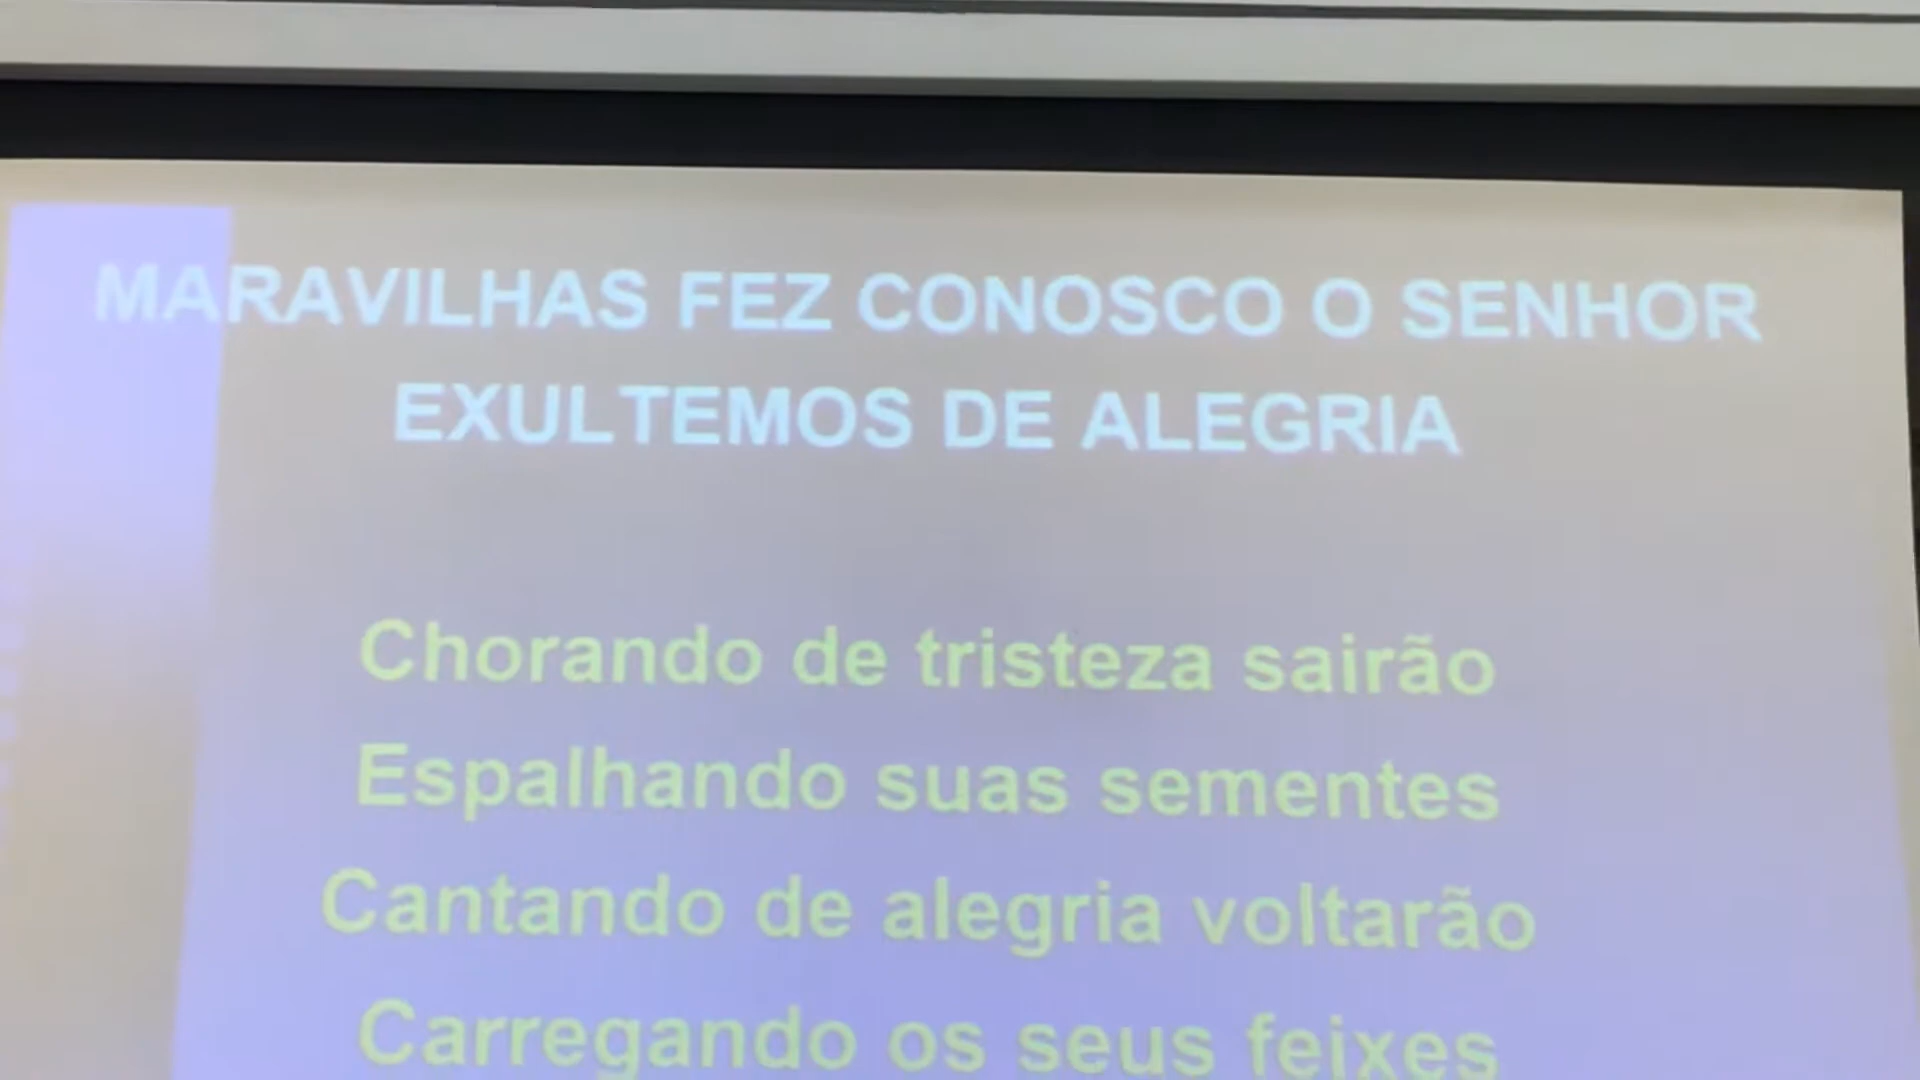 MARAVILHAS FEZ CONOSCO O SENHOR
EXULTEMOS DE ALEGRIA
Chorando de tristeza sairão
Espalhando suas sementes
Cantando de alegria voltarão
Carregando os seus feixes